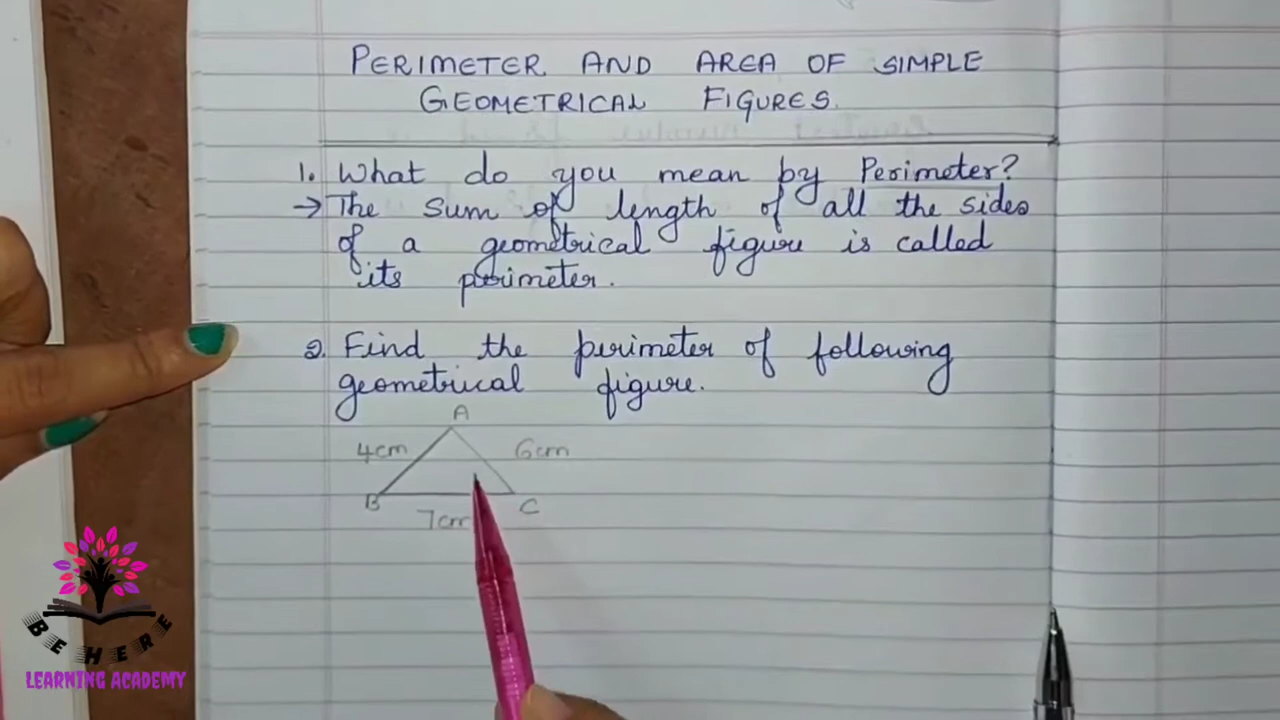 PERIMETER AND AREA OF SIMPLE
GEOMETRICAL FIGURES.
1. What do you mean by Perimeter?
→ The sum of length of all the sides
of a geometrical figure is called
its perimeter.
2. Find the perimeter of following
geometrical figure.
A
4cm 6cm
B C
7cm
BE HERE
LEARNING ACADEMY